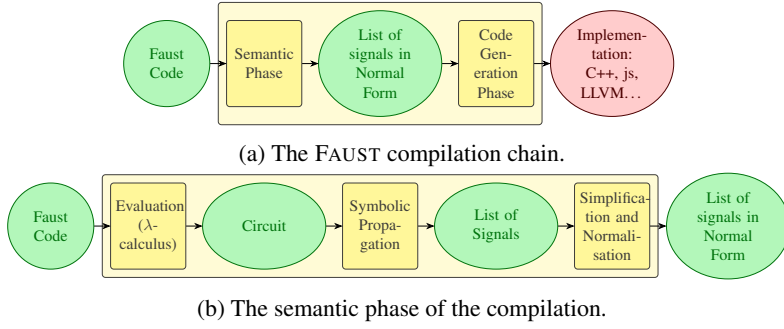 Faust
Code
Semantic
Phase
List of
signals in
Normal
Form
Code
Gen-
eration
Phase
Implemen-
tation:
C++, js,
LLVM...
(a) The FAUST compilation chain.
Faust
Code
Evaluation
(λ-
calculus)
Circuit
Symbolic
Propa-
gation
List of
Signals
Simplifica-
tion and
Normali-
sation
List of
signals in
Normal
Form
(b) The semantic phase of the compilation.